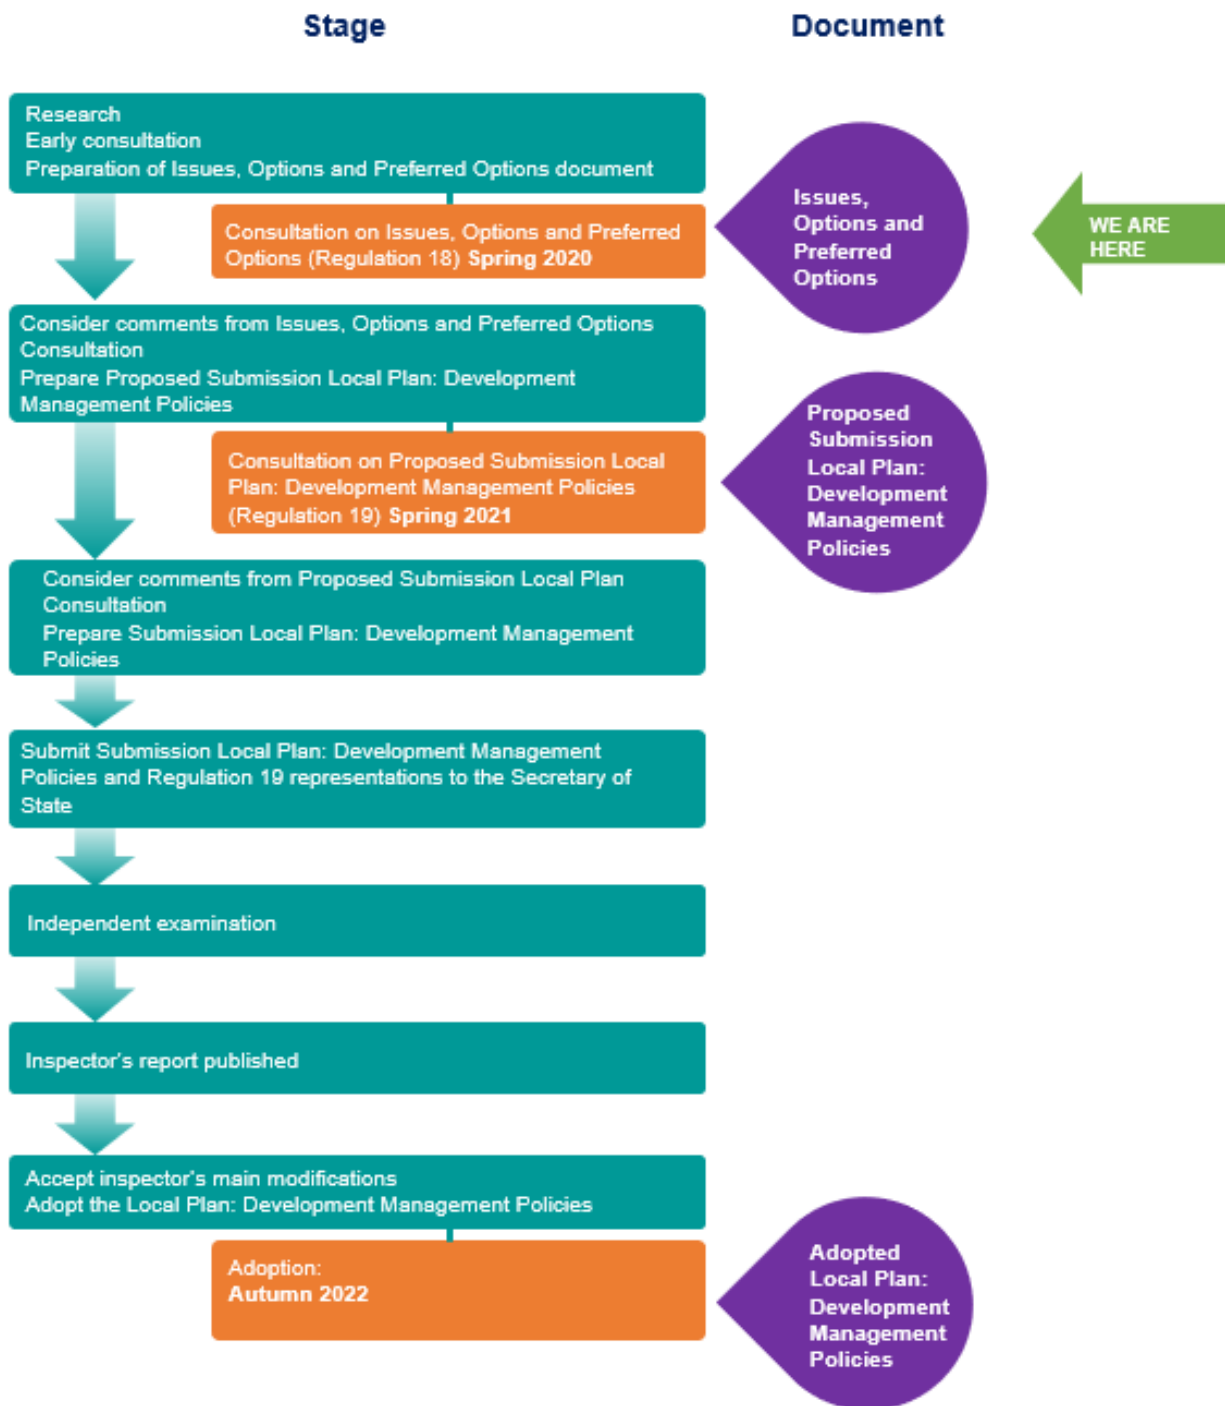 Stage
Document
Research
Early consultation
Preparation of Issues, Options and Preferred Options document
Consultation on Issues, Options and Preferred
Options (Regulation 18) Spring 2020
Issues,
Options and
Preferred
Options
WE ARE
HERE
Consider comments from Issues, Options and Preferred Options
Consultation
Prepare Proposed Submission Local Plan: Development
Management Policies
Consultation on Proposed Submission Local
Plan: Development Management Policies
(Regulation 19) Spring 2021
Proposed
Submission
Local Plan:
Development
Management
Policies
Consider comments from Proposed Submission Local Plan
Consultation
Prepare Submission Local Plan: Development Management
Policies
Submit Submission Local Plan: Development Management
Policies and Regulation 19 representations to the Secretary of
State
Independent examination
Inspector's report published
Accept inspector's main modifications
Adopt the Local Plan: Development Management Policies
Adoption:
Autumn 2022
Adopted
Local Plan:
Development
Management
Policies